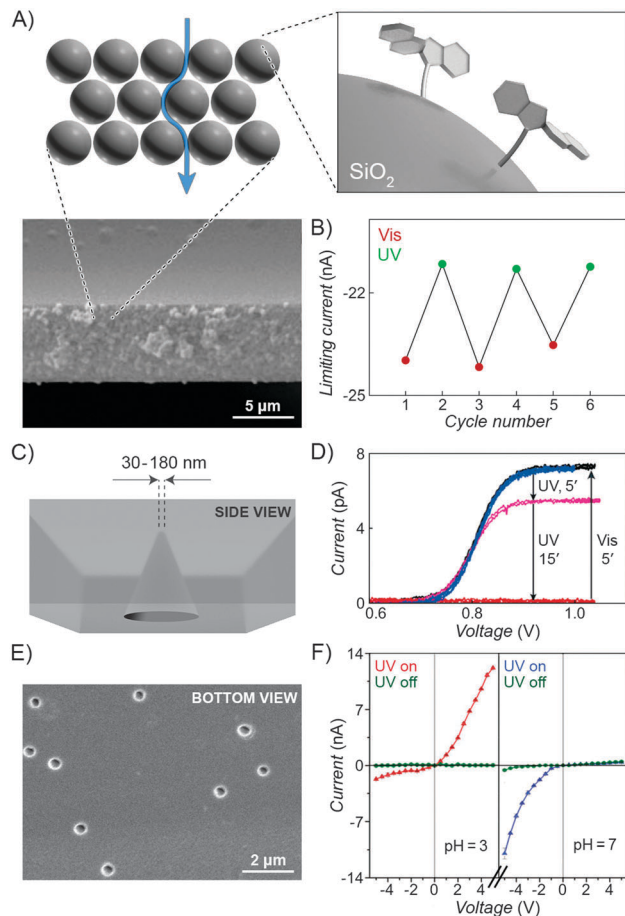 A)
SiO2
5 µm
B)
Vis
UV
Limiting current (nA)
-22
-25
1 2 3 4 5 6
Cycle number
C)
30-180 nm
SIDE VIEW
D)
Current (pA)
8
4
0
UV, 5′
UV
15′
Vis
5′
0.6 0.8 1.0
Voltage (V)
E)
BOTTOM VIEW
2 µm
F)
Current (nA)
14
7
0
-7
-14
UV on
UV off
UV on
UV off
pH = 3
pH = 7
-4 -2 0 2 4 -4 -2 0 2 4
Voltage (V)